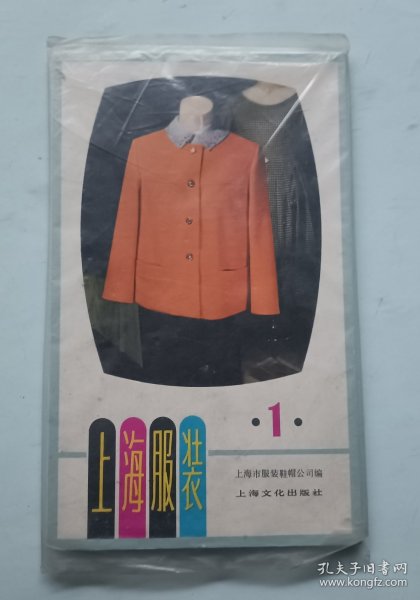 ·1·
上海服装
上海市服装鞋帽公司编
上海文化出版社
孔夫子旧书网
www.kongfz.com